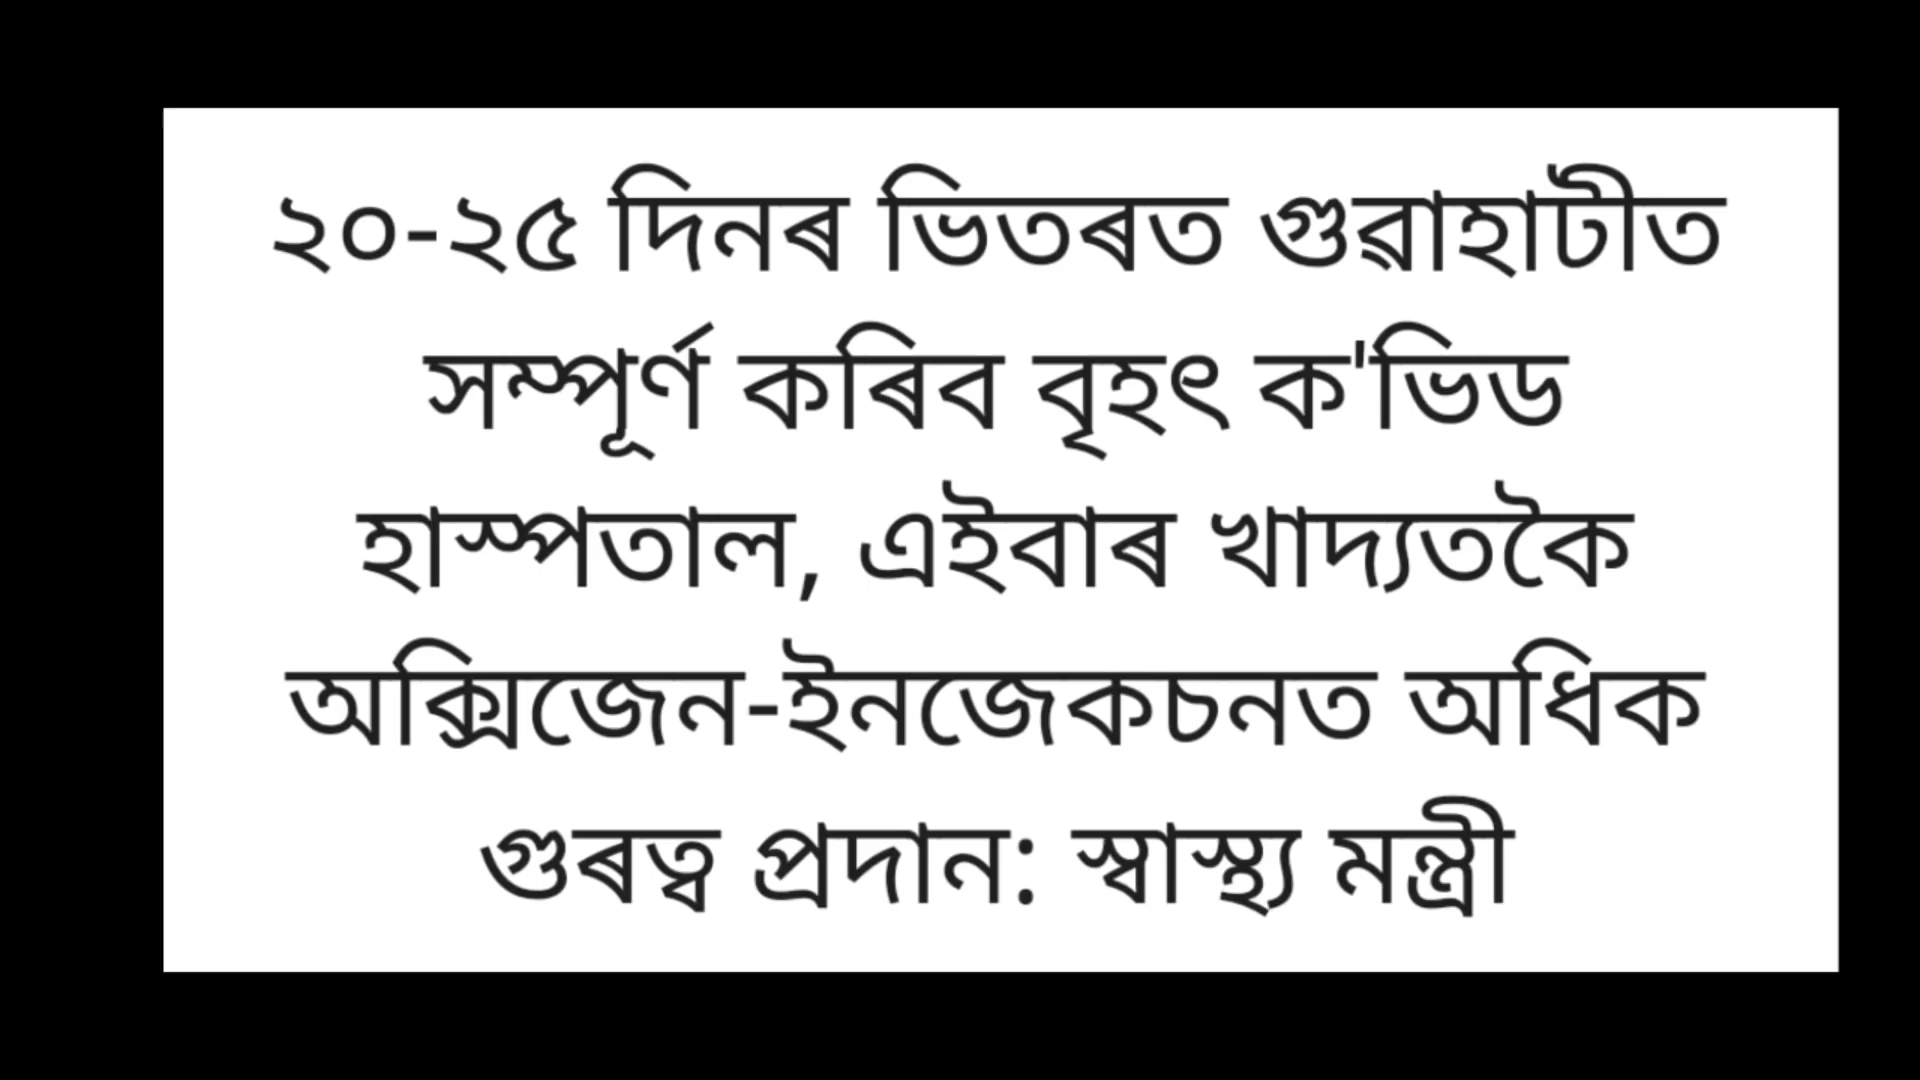 ২০-২৫ দিনৰ ভিতৰত গুৱাহাটীত
সম্পূৰ্ণ কৰিব বৃহৎ ক'ভিড
হাস্পতাল, এইবাৰ খাদ্যতকৈ
অক্সিজেন-ইনজেকচনত অধিক
গুৰত্ব প্ৰদান: স্বাস্থ্য মন্ত্ৰী